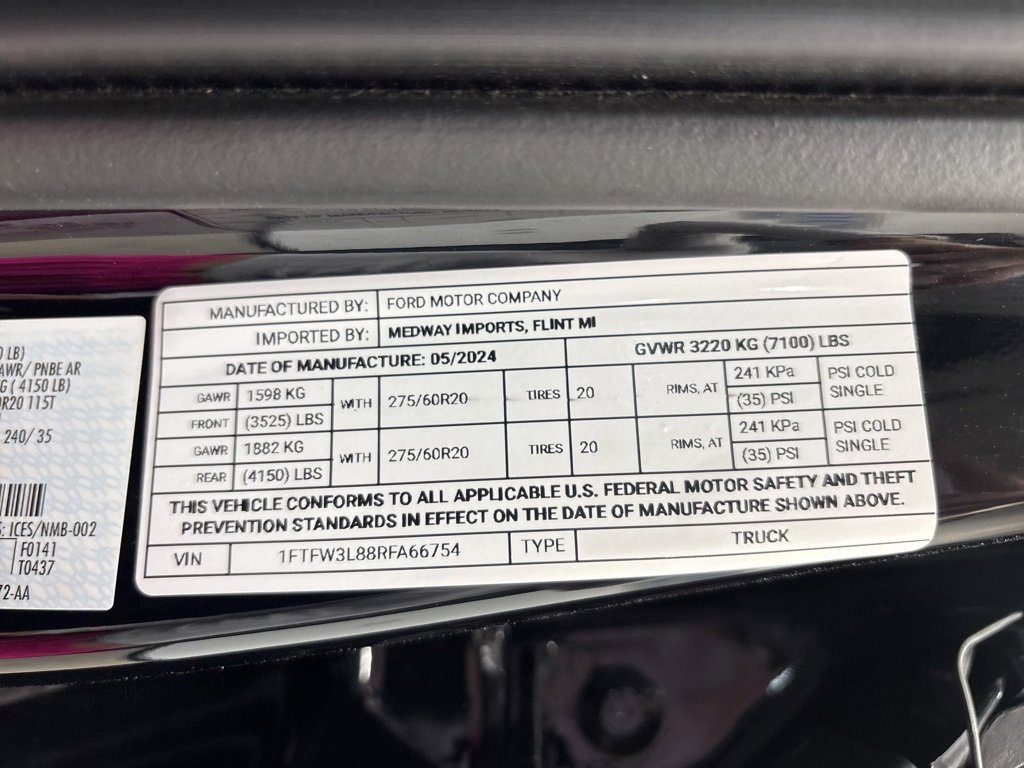 0 LB)
AWR/ PNBE AR
G ( 4150 LB)
0R20 115T
240/ 35
S: ICES/NMB-002
F0141
T0437
72-AA
MANUFACTURED BY: FORD MOTOR COMPANY
IMPORTED BY: MEDWAY IMPORTS, FLINT MI
DATE OF MANUFACTURE: 05/2024 GVWR 3220 KG (7100) LBS
GAWR 1598 KG WITH 275/60R20 TIRES 20 RIMS, AT 241 KPa PSI COLD
FRONT (3525) LBS (35) PSI SINGLE
GAWR 1882 KG WITH 275/60R20 TIRES 20 RIMS, AT 241 KPa PSI COLD
REAR (4150) LBS (35) PSI SINGLE
THIS VEHICLE CONFORMS TO ALL APPLICABLE U.S. FEDERAL MOTOR SAFETY AND THEFT
PREVENTION STANDARDS IN EFFECT ON THE DATE OF MANUFACTURE SHOWN ABOVE.
VIN 1FTFW3L88RFA66754 TYPE TRUCK